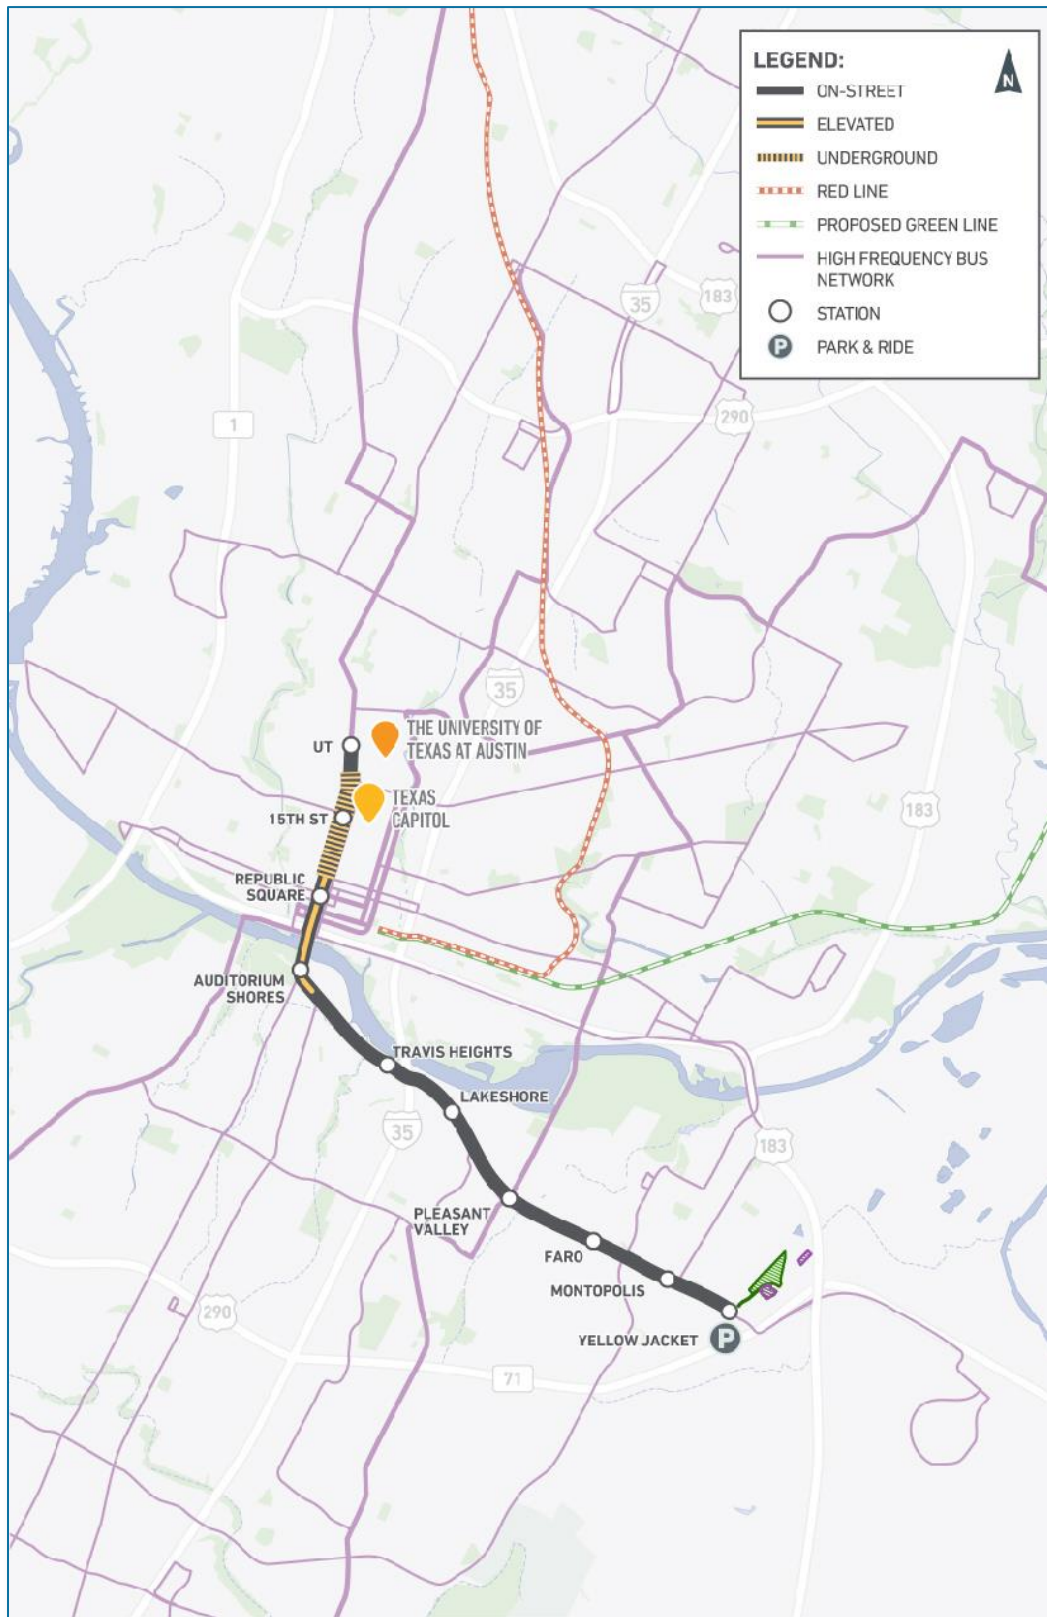 LEGEND:
N
ON-STREET
ELEVATED
UNDERGROUND
RED LINE
PROPOSED GREEN LINE
HIGH FREQUENCY BUS
NETWORK
STATION
P
PARK & RIDE
35
183
290
1
35
THE UNIVERSITY OF
TEXAS AT AUSTIN
UT
TEXAS
CAPITOL
15TH ST
183
REPUBLIC
SQUARE
AUDITORIUM
SHORES
TRAVIS HEIGHTS
LAKESHORE
35
183
PLEASANT
VALLEY
FARO
MONTOPOLIS
290
YELLOW JACKET
P
71